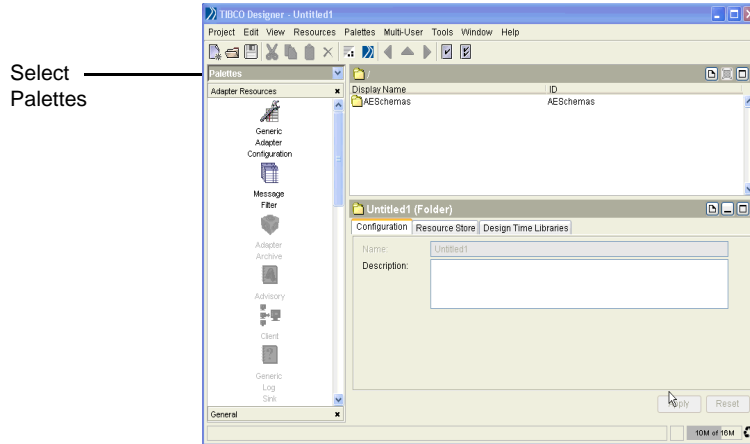 Select
Palettes
TIBCO Designer - Untitled1
Project Edit View Resources Palettes Multi-User Tools Window Help
Palettes
Adapter Resources
Generic
Adapter
Configuration
Message
Filter
Adapter
Archive
Advisory
Client
Generic
Log
Sink
General
/
Display Name ID
AESchemas AESchemas
Untitled1 (Folder)
Configuration Resource Store Design Time Libraries
Name: Untitled1
Description:
Apply Reset
10M of 16M